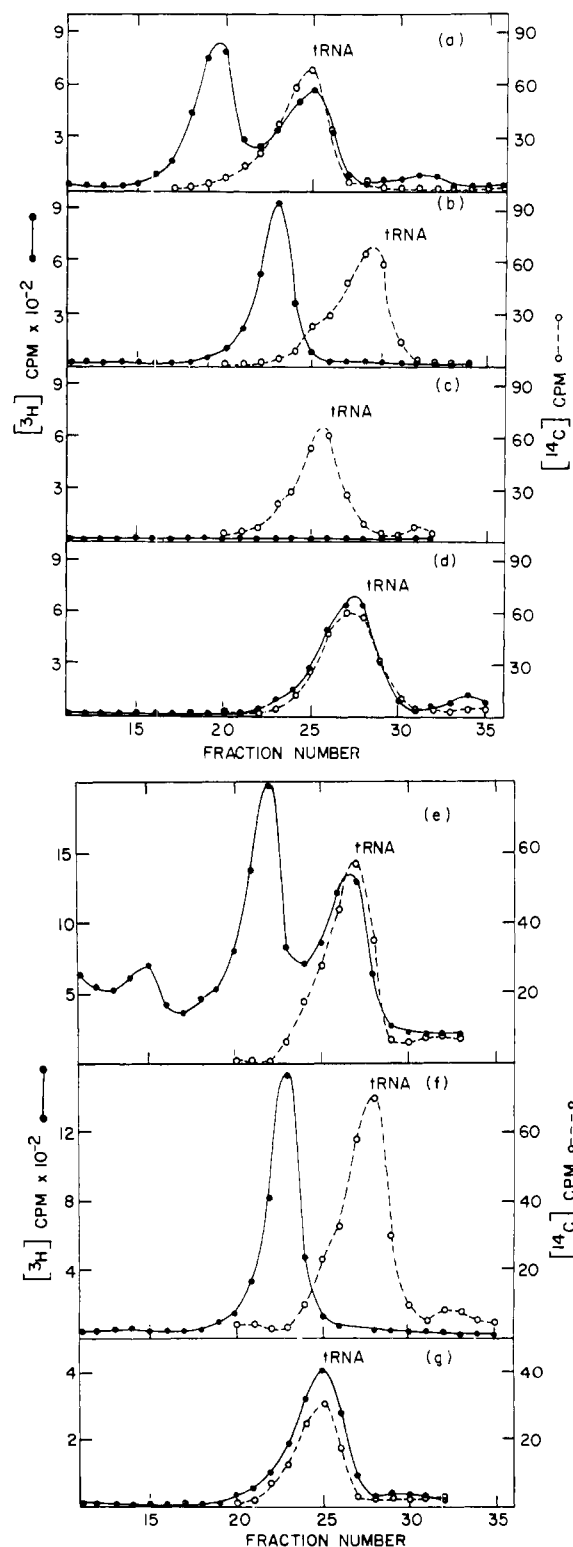 9
6
3
(a)
tRNA
90
60
30
9
6
3
(b)
tRNA
90
60
30
9
6
3
(c)
tRNA
90
60
30
9
6
3
(d)
tRNA
90
60
30
[³H] CPM x 10⁻²
[¹⁴C] CPM
15 20 25 30 35
FRACTION NUMBER
15
10
5
(e)
tRNA
60
40
20
12
8
4
tRNA (f)
60
40
20
[³H] CPM x 10⁻²
[¹⁴C] CPM
4
2
tRNA (g)
40
20
15 20 25 30 35
FRACTION NUMBER